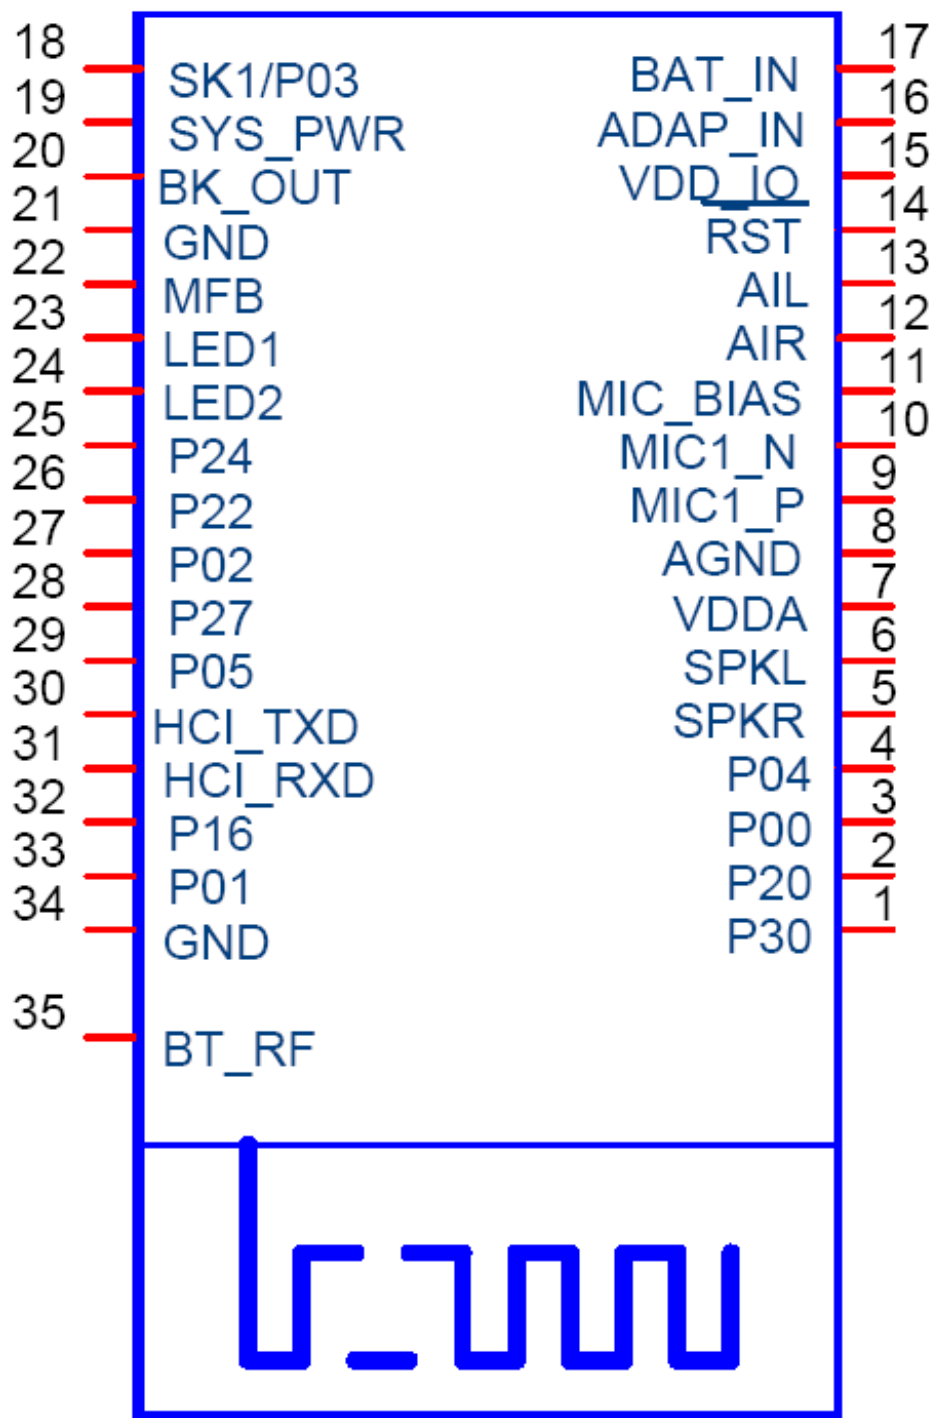 18 SK1/P03 BAT_IN 17
19 SYS_PWR ADAP_IN 16
20 BK_OUT VDD_IO 15
21 GND RST 14
22 MFB AIL 13
23 LED1 AIR 12
24 LED2 MIC_BIAS 11
25 P24 MIC1_N 10
26 P22 MIC1_P 9
27 P02 AGND 8
28 P27 VDDA 7
29 P05 SPKL 6
30 HCI_TXD SPKR 5
31 HCI_RXD P04 4
32 P16 P00 3
33 P01 P20 2
34 GND P30 1
35 BT_RF